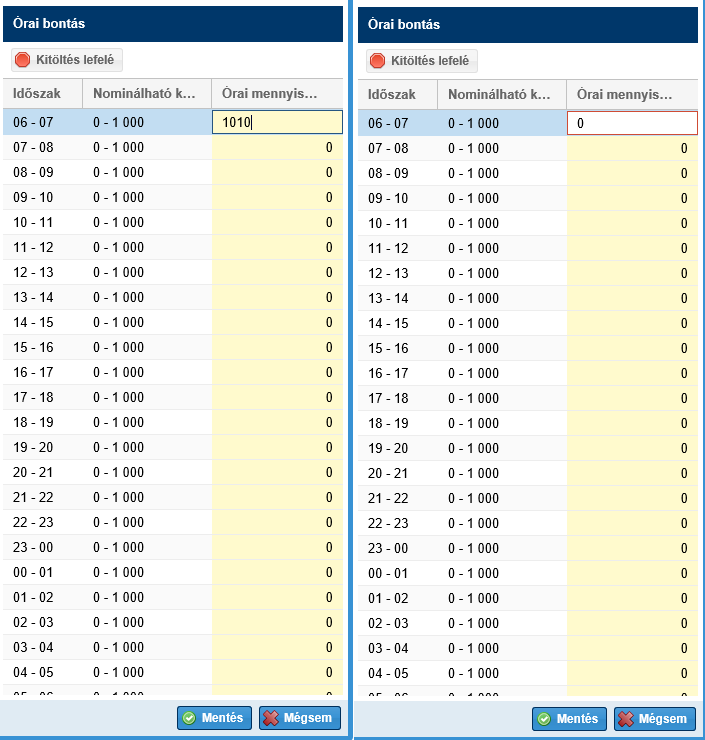 Órai bontás
Kitöltés lefelé
Időszak Nominálható k... Órai mennyis...
06 - 07 0 - 1 000 1010
07 - 08 0 - 1 000 0
08 - 09 0 - 1 000 0
09 - 10 0 - 1 000 0
10 - 11 0 - 1 000 0
11 - 12 0 - 1 000 0
12 - 13 0 - 1 000 0
13 - 14 0 - 1 000 0
14 - 15 0 - 1 000 0
15 - 16 0 - 1 000 0
16 - 17 0 - 1 000 0
17 - 18 0 - 1 000 0
18 - 19 0 - 1 000 0
19 - 20 0 - 1 000 0
20 - 21 0 - 1 000 0
21 - 22 0 - 1 000 0
22 - 23 0 - 1 000 0
23 - 00 0 - 1 000 0
00 - 01 0 - 1 000 0
01 - 02 0 - 1 000 0
02 - 03 0 - 1 000 0
03 - 04 0 - 1 000 0
04 - 05 0 - 1 000 0
05 - 06 0 - 1 000 0
Mentés Mégsem
Órai bontás
Kitöltés lefelé
Időszak Nominálható k... Órai mennyis...
06 - 07 0 - 1 000 0
07 - 08 0 - 1 000 0
08 - 09 0 - 1 000 0
09 - 10 0 - 1 000 0
10 - 11 0 - 1 000 0
11 - 12 0 - 1 000 0
12 - 13 0 - 1 000 0
13 - 14 0 - 1 000 0
14 - 15 0 - 1 000 0
15 - 16 0 - 1 000 0
16 - 17 0 - 1 000 0
17 - 18 0 - 1 000 0
18 - 19 0 - 1 000 0
19 - 20 0 - 1 000 0
20 - 21 0 - 1 000 0
21 - 22 0 - 1 000 0
22 - 23 0 - 1 000 0
23 - 00 0 - 1 000 0
00 - 01 0 - 1 000 0
01 - 02 0 - 1 000 0
02 - 03 0 - 1 000 0
03 - 04 0 - 1 000 0
04 - 05 0 - 1 000 0
05 - 06 0 - 1 000 0
Mentés Mégsem